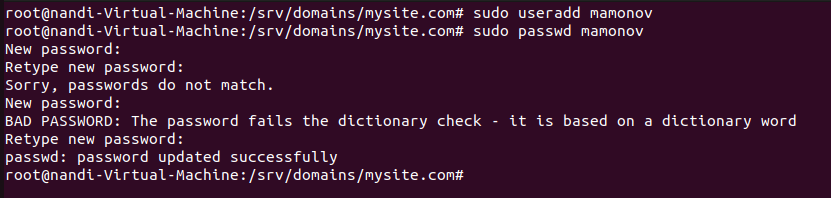 root@nandi-Virtual-Machine:/srv/domains/mysite.com# sudo useradd mamonov
root@nandi-Virtual-Machine:/srv/domains/mysite.com# sudo passwd mamonov
New password:
Retype new password:
Sorry, passwords do not match.
New password:
BAD PASSWORD: The password fails the dictionary check - it is based on a dictionary word
Retype new password:
passwd: password updated successfully
root@nandi-Virtual-Machine:/srv/domains/mysite.com#